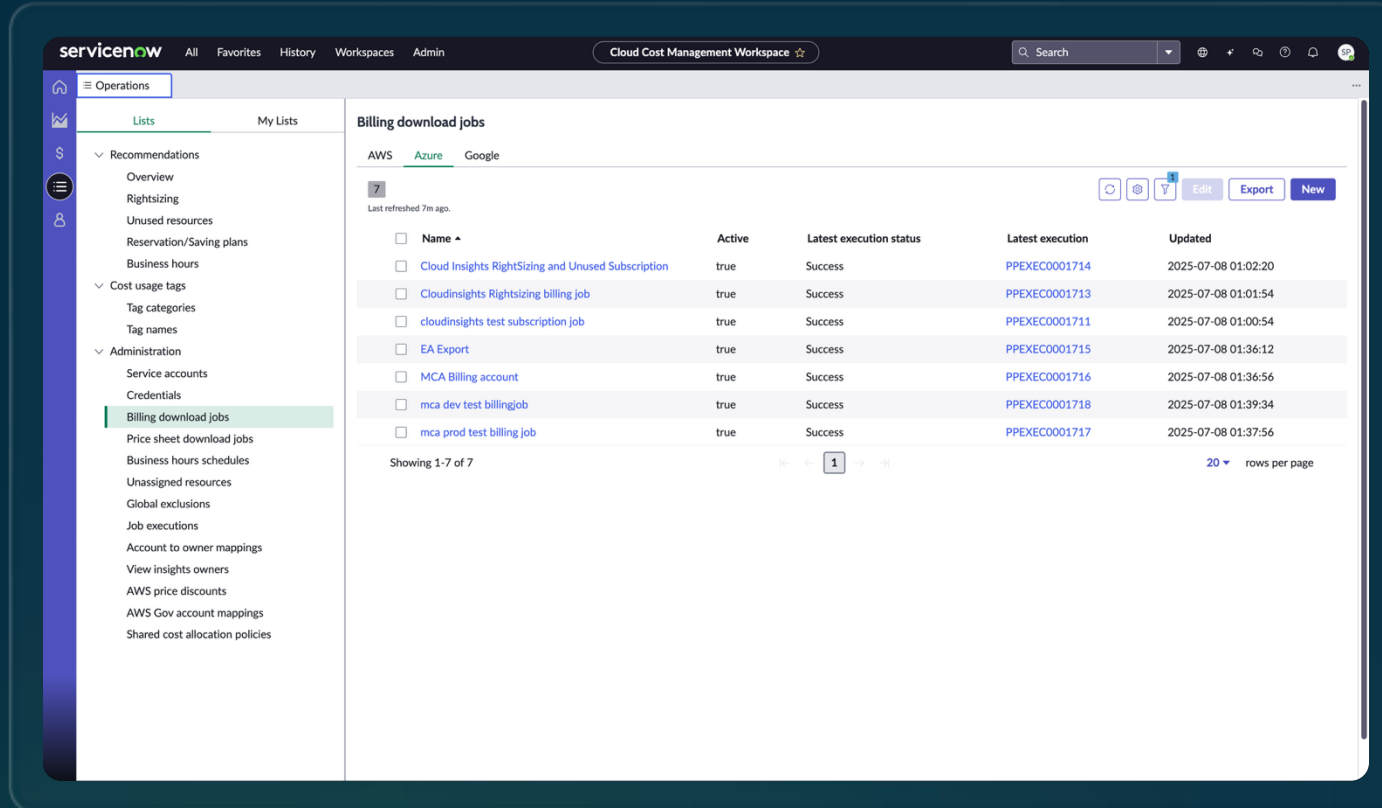 servicenow All Favorites History Workspaces Admin Cloud Cost Management Workspace Search SP
Operations
Lists My Lists
Recommendations
Overview
Rightsizing
Unused resources
Reservation/Saving plans
Business hours
Cost usage tags
Tag categories
Tag names
Administration
Service accounts
Credentials
Billing download jobs
Price sheet download jobs
Business hours schedules
Unassigned resources
Global exclusions
Job executions
Account to owner mappings
View insights owners
AWS price discounts
AWS Gov account mappings
Shared cost allocation policies
Billing download jobs
AWS Azure Google
7 1 Edit Export New
Last refreshed 7m ago.
Name Active Latest execution status Latest execution Updated
Cloud Insights RightSizing and Unused Subscription true Success PPEXEC0001714 2025-07-08 01:02:20
Cloudinsights Rightsizing billing job true Success PPEXEC0001713 2025-07-08 01:01:54
cloudinsights test subscription job true Success PPEXEC0001711 2025-07-08 01:00:54
EA Export true Success PPEXEC0001715 2025-07-08 01:36:12
MCA Billing account true Success PPEXEC0001716 2025-07-08 01:36:56
mca dev test billingjob true Success PPEXEC0001718 2025-07-08 01:39:34
mca prod test billing job true Success PPEXEC0001717 2025-07-08 01:37:56
Showing 1-7 of 7 1 20 rows per page